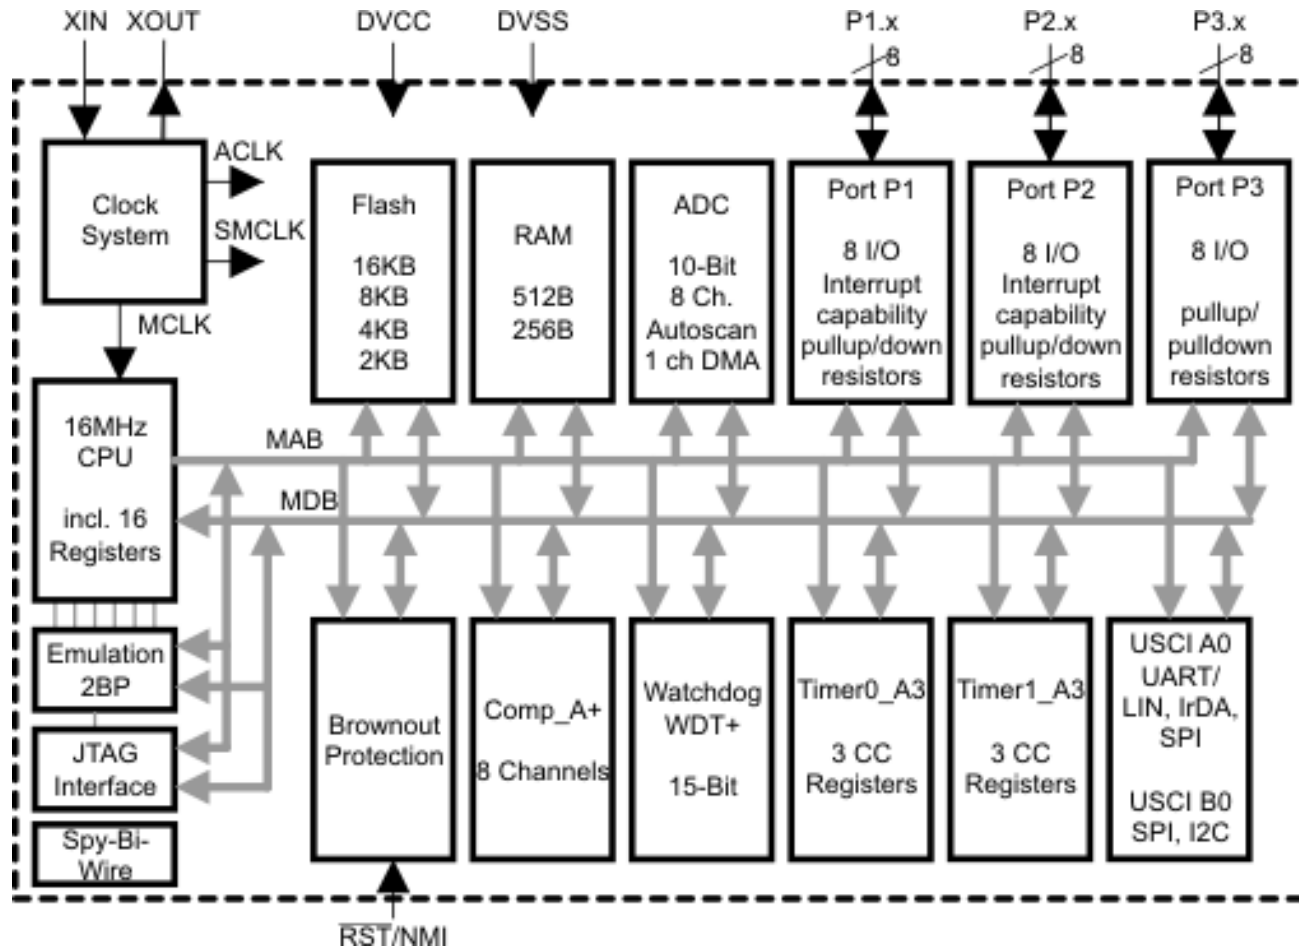 XIN XOUT DVCC DVSS P1.x P2.x P3.x
8 8 8
Clock
System
ACLK
SMCLK
MCLK
Flash
16KB
8KB
4KB
2KB
RAM
512B
256B
ADC
10-Bit
8 Ch.
Autoscan
1 ch DMA
Port P1
8 I/O
Interrupt
capability
pullup/down
resistors
Port P2
8 I/O
Interrupt
capability
pullup/down
resistors
Port P3
8 I/O
pullup/
pulldown
resistors
16MHz
CPU
incl. 16
Registers
MAB
MDB
Emulation
2BP
JTAG
Interface
Spy-Bi-
Wire
Brownout
Protection
Comp_A+
8 Channels
Watchdog
WDT+
15-Bit
Timer0_A3
3 CC
Registers
Timer1_A3
3 CC
Registers
USCI A0
UART/
LIN, IrDA,
SPI
USCI B0
SPI, I2C
RST/NMI